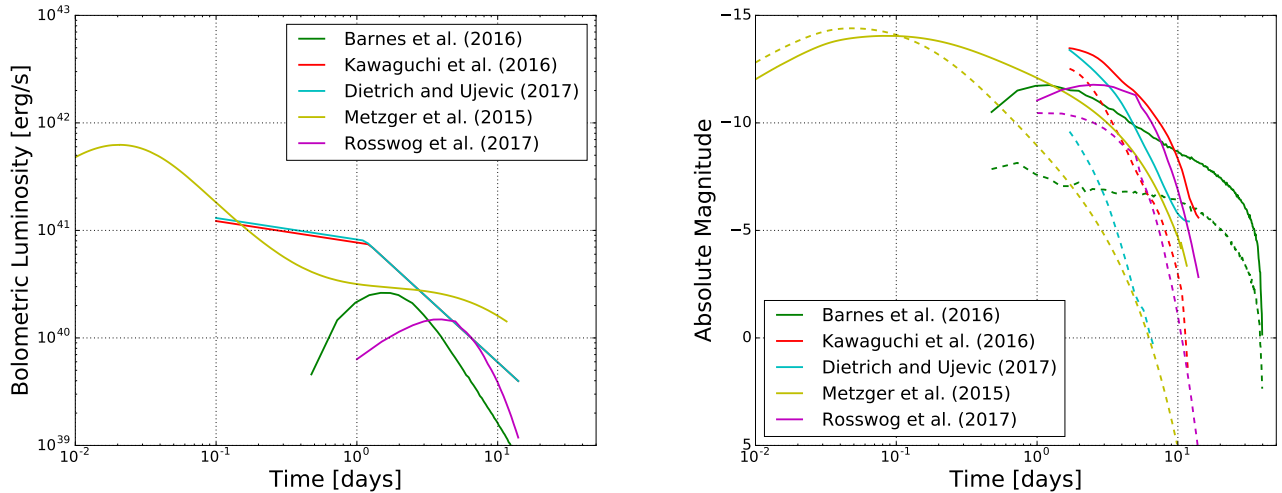 Bolometric Luminosity [erg/s]
10^43
10^42
10^41
10^40
10^39
Barnes et al. (2016)
Kawaguchi et al. (2016)
Dietrich and Ujevic (2017)
Metzger et al. (2015)
Rosswog et al. (2017)
10^-2
10^-1
10^0
10^1
Time [days]
Absolute Magnitude
−15
−10
−5
0
5
Barnes et al. (2016)
Kawaguchi et al. (2016)
Dietrich and Ujevic (2017)
Metzger et al. (2015)
Rosswog et al. (2017)
10^-2
10^-1
10^0
10^1
Time [days]